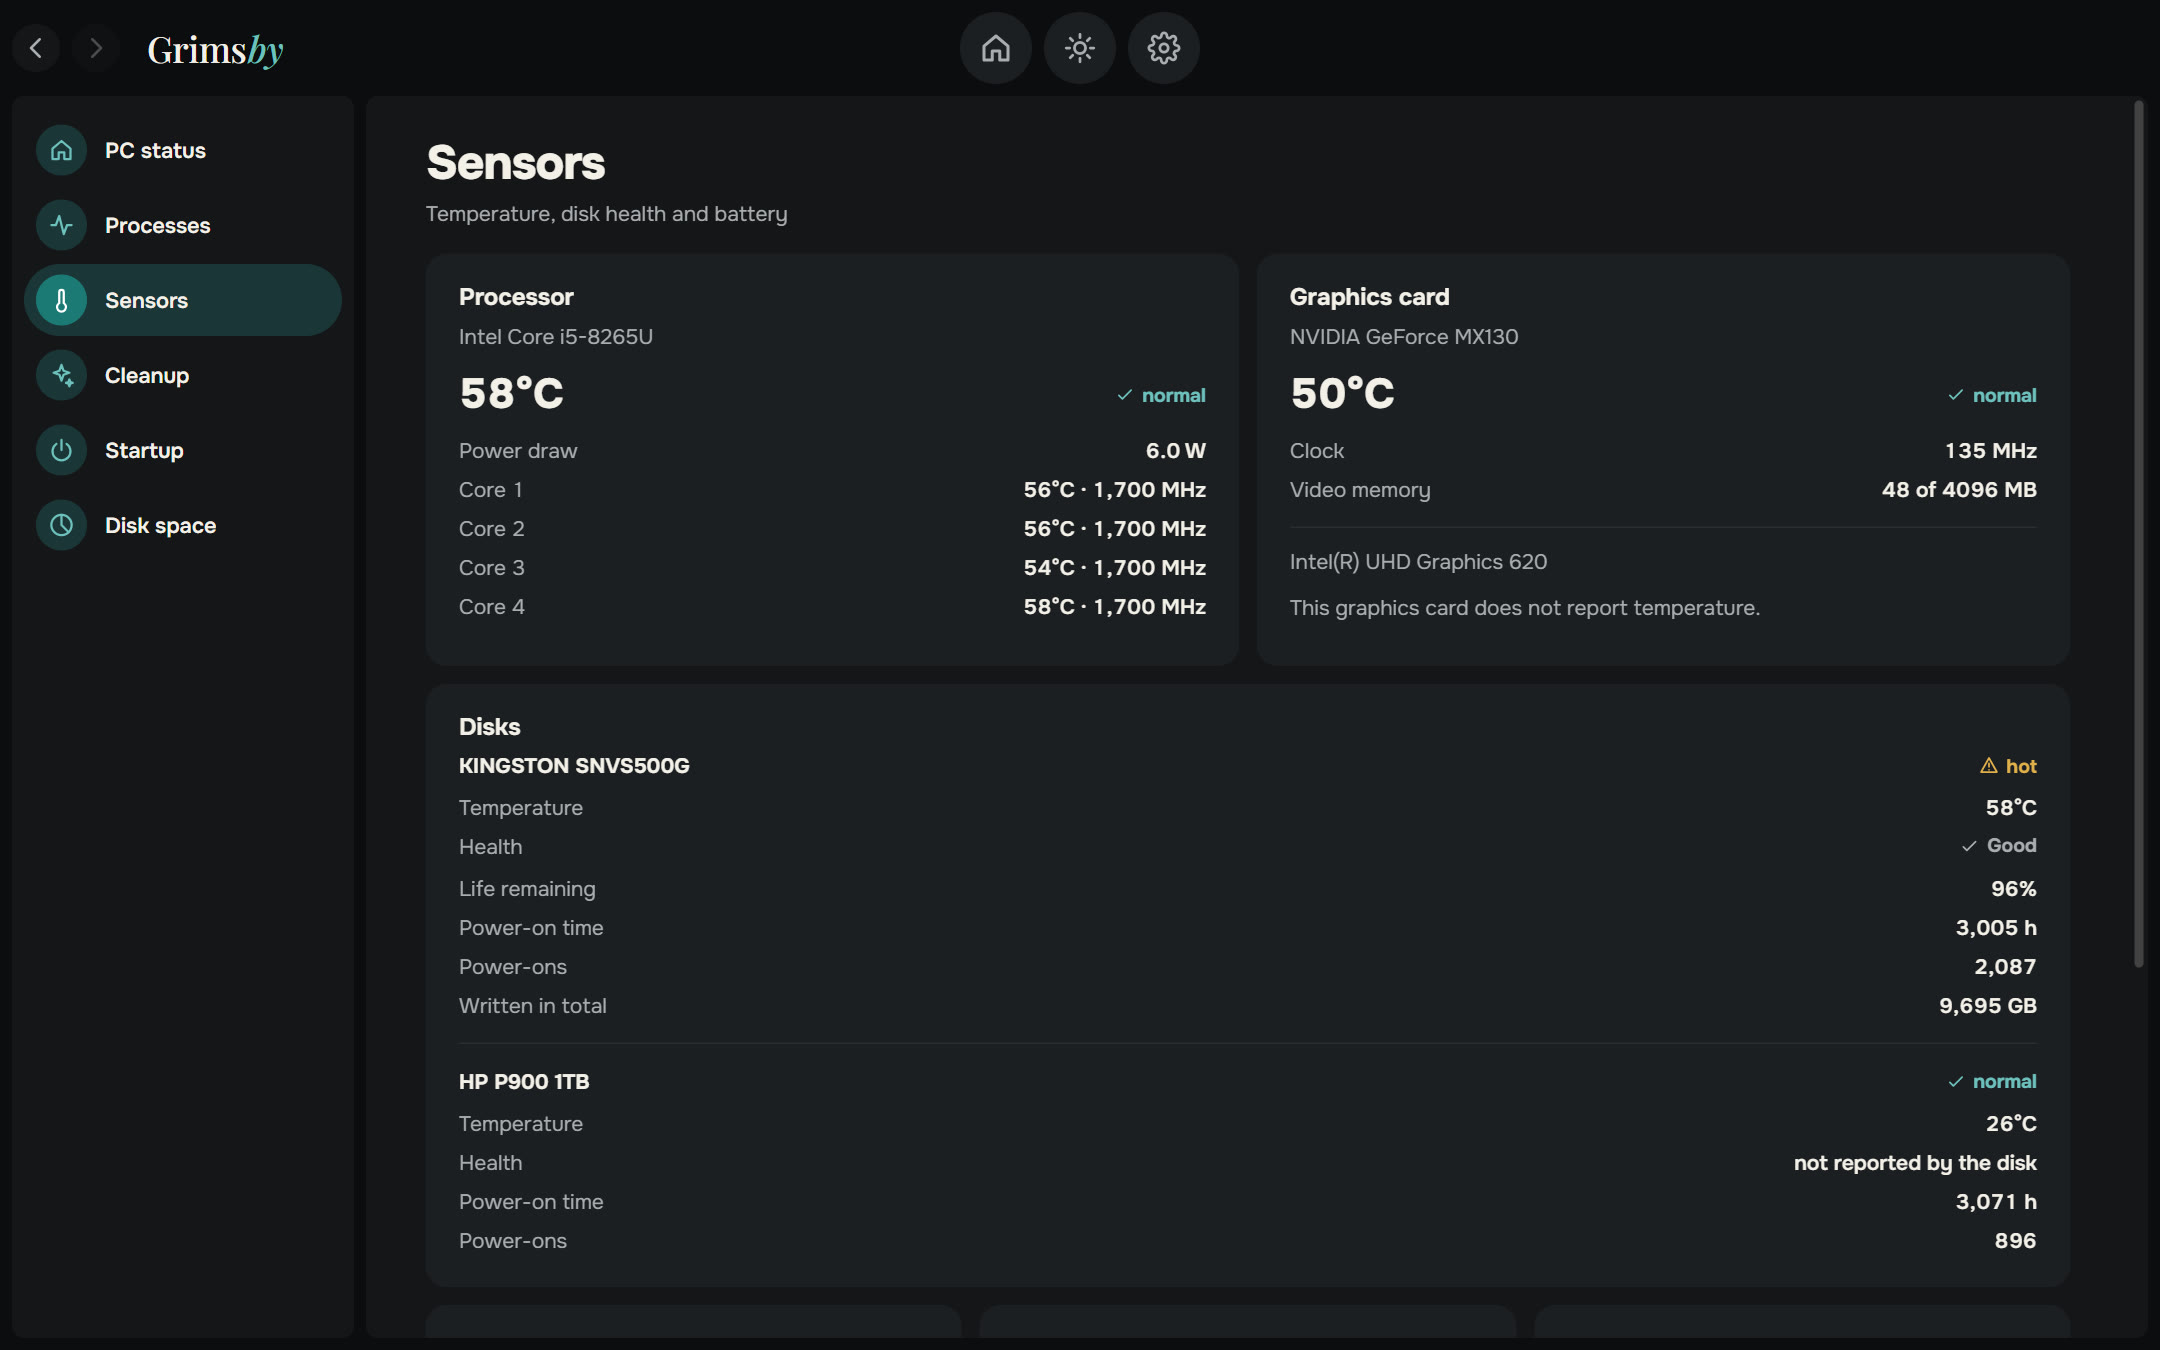 Grimsby
PC status
Processes
Sensors
Cleanup
Startup
Disk space
Sensors
Temperature, disk health and battery
Processor
Intel Core i5-8265U
58°C normal
Power draw 6.0 W
Core 1 56°C · 1,700 MHz
Core 2 56°C · 1,700 MHz
Core 3 54°C · 1,700 MHz
Core 4 58°C · 1,700 MHz
Graphics card
NVIDIA GeForce MX130
50°C normal
Clock 135 MHz
Video memory 48 of 4096 MB
Intel(R) UHD Graphics 620
This graphics card does not report temperature.
Disks
KINGSTON SNVS500G hot
Temperature 58°C
Health Good
Life remaining 96%
Power-on time 3,005 h
Power-ons 2,087
Written in total 9,695 GB
HP P900 1TB normal
Temperature 26°C
Health not reported by the disk
Power-on time 3,071 h
Power-ons 896